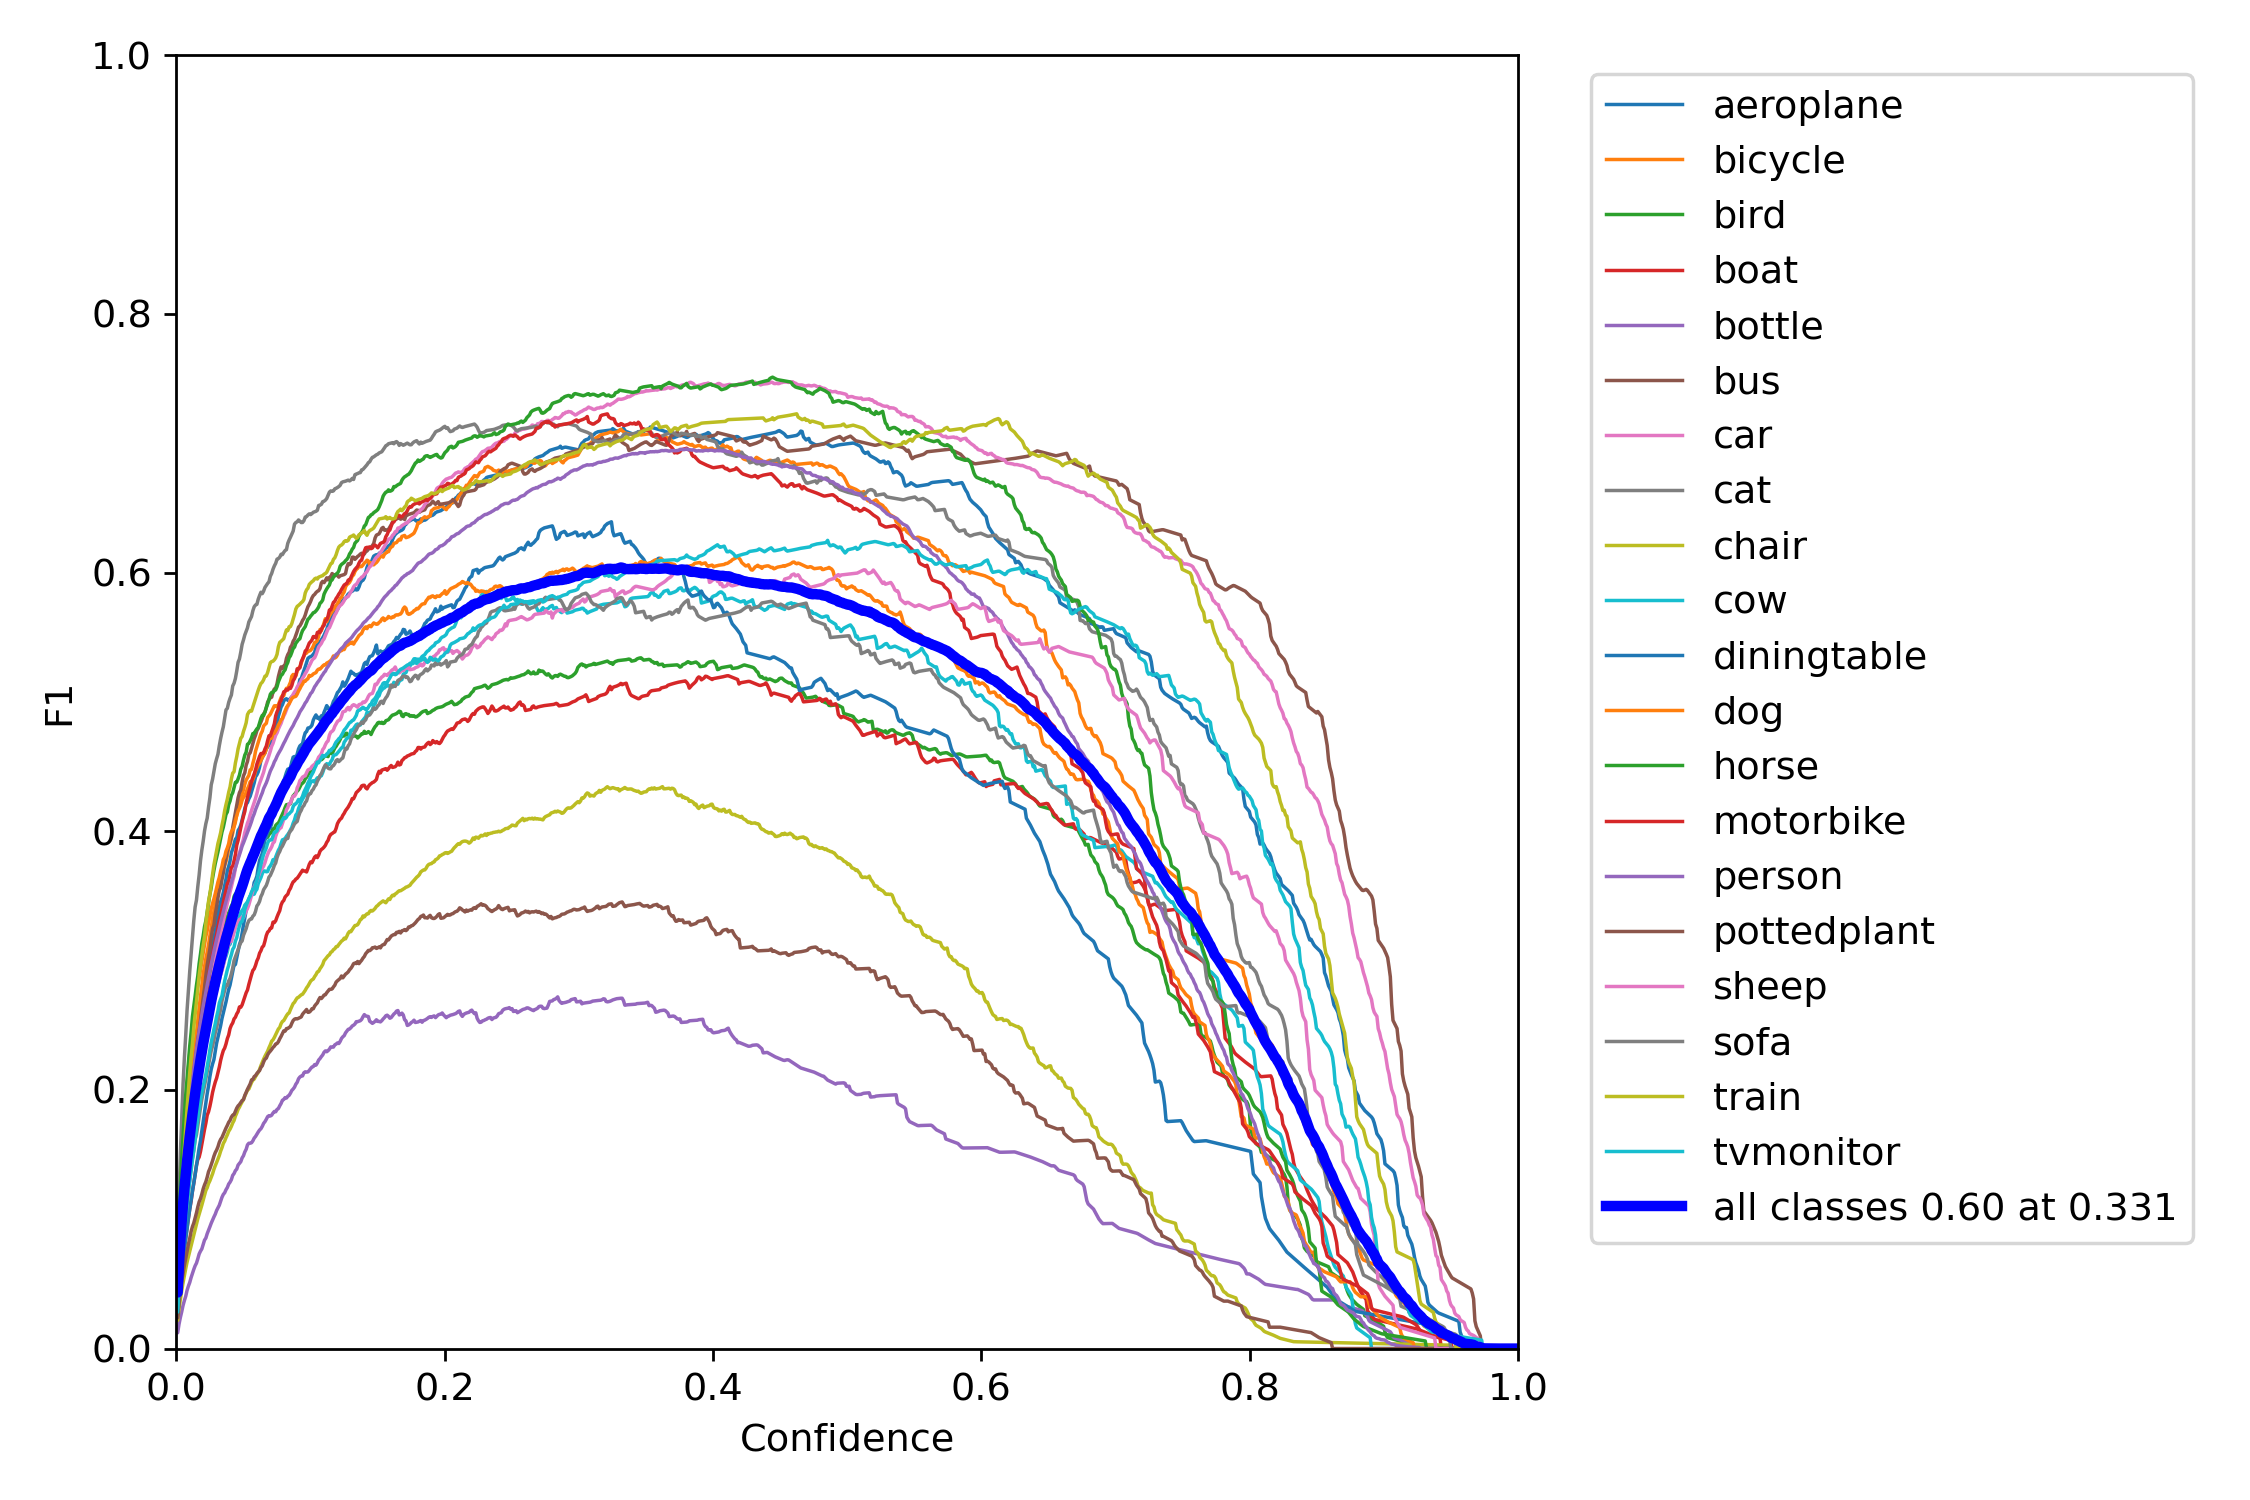 1.0
0.8
0.6
0.4
0.2
0.0
F1
0.0 0.2 0.4 0.6 0.8 1.0
Confidence
aeroplane
bicycle
bird
boat
bottle
bus
car
cat
chair
cow
diningtable
dog
horse
motorbike
person
pottedplant
sheep
sofa
train
tvmonitor
all classes 0.60 at 0.331